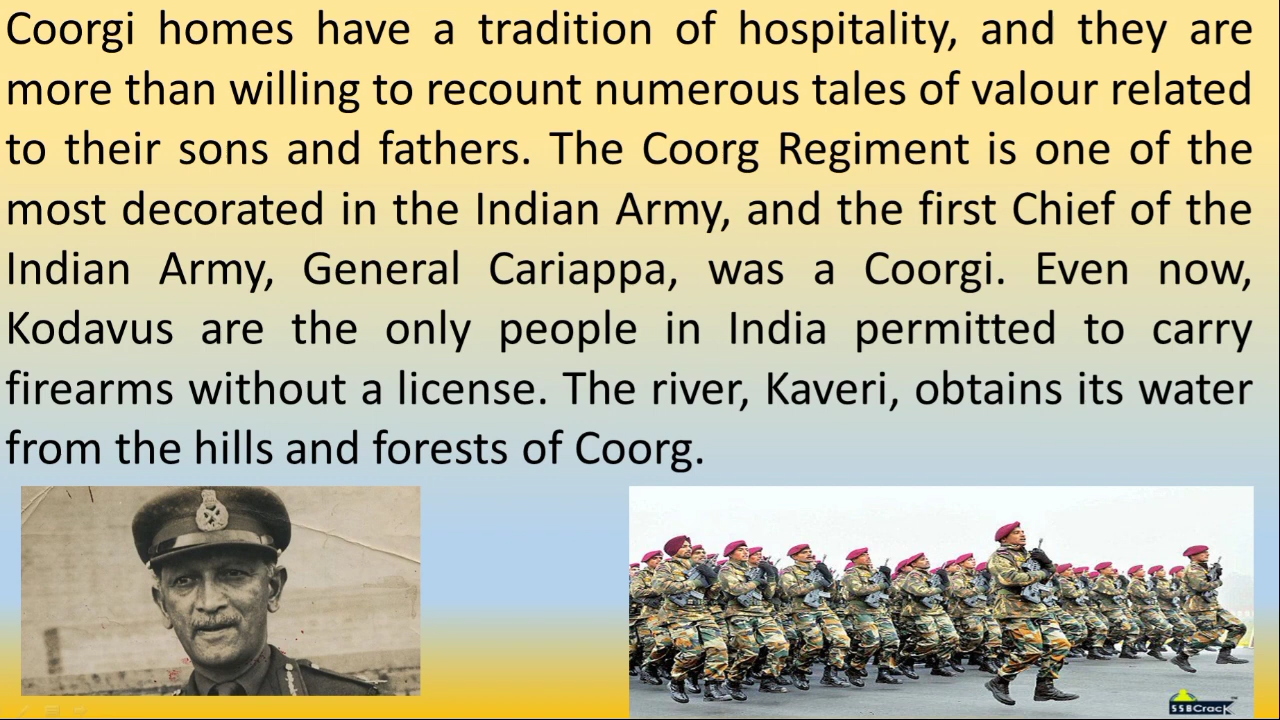 Coorgi homes have a tradition of hospitality, and they are
more than willing to recount numerous tales of valour related
to their sons and fathers. The Coorg Regiment is one of the
most decorated in the Indian Army, and the first Chief of the
Indian Army, General Cariappa, was a Coorgi. Even now,
Kodavus are the only people in India permitted to carry
firearms without a license. The river, Kaveri, obtains its water
from the hills and forests of Coorg.
SSBCrack